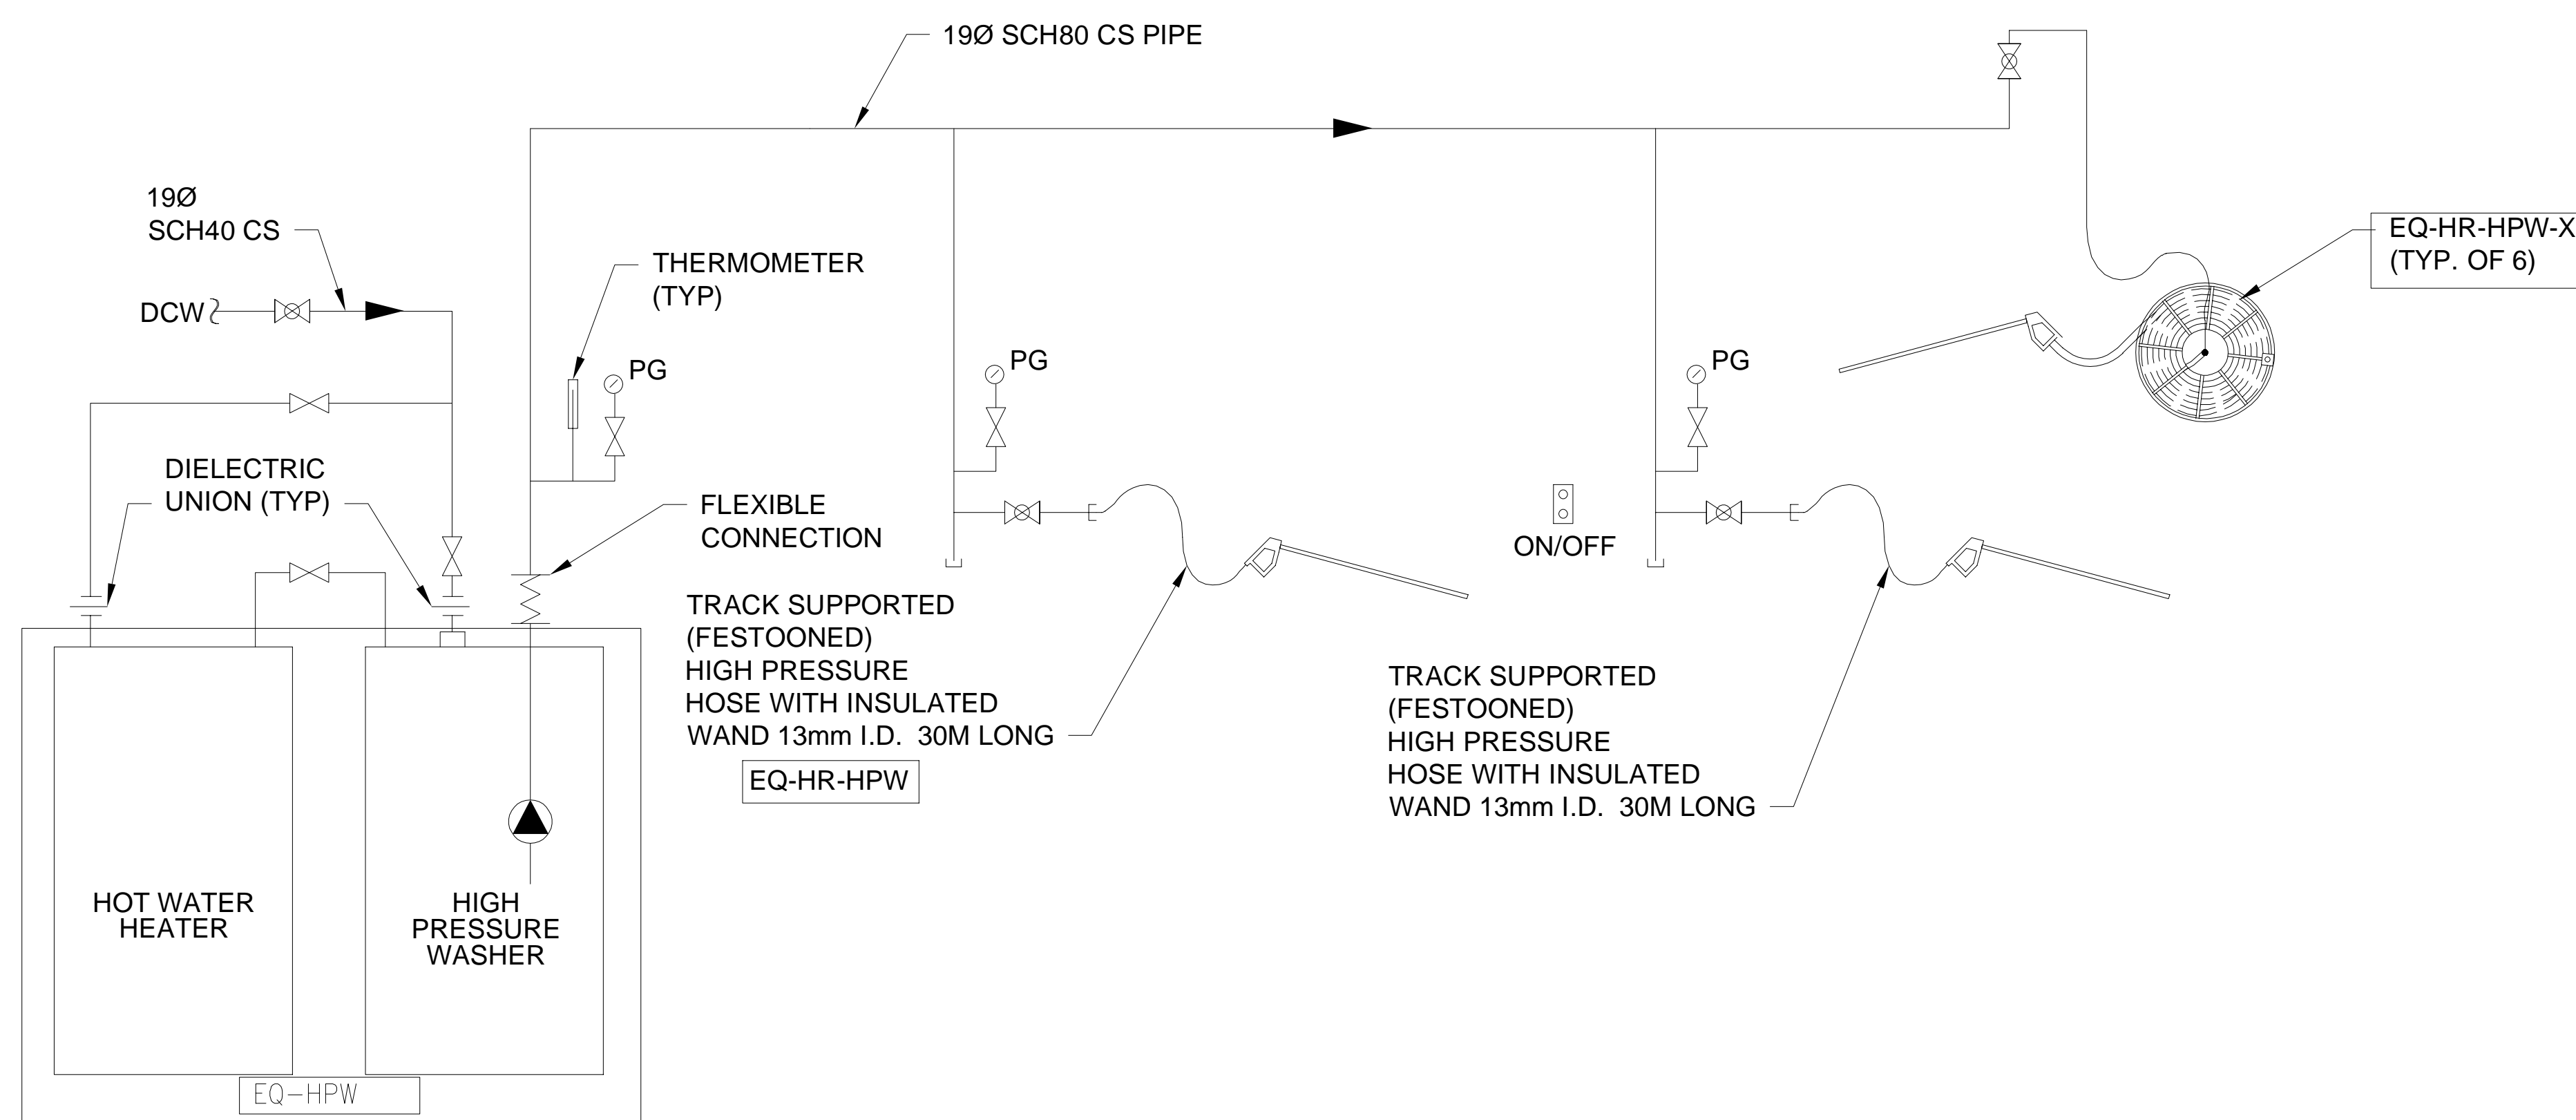 19Ø SCH80 CS PIPE
19Ø
SCH40 CS
DCW
THERMOMETER
(TYP)
PG
PG
PG
EQ-HR-HPW-X
(TYP. OF 6)
DIELECTRIC
UNION (TYP)
FLEXIBLE
CONNECTION
ON/OFF
TRACK SUPPORTED
(FESTOONED)
HIGH PRESSURE
HOSE WITH INSULATED
WAND 13mm I.D. 30M LONG
EQ-HR-HPW
TRACK SUPPORTED
(FESTOONED)
HIGH PRESSURE
HOSE WITH INSULATED
WAND 13mm I.D. 30M LONG
HOT WATER
HEATER
HIGH
PRESSURE
WASHER
EQ-HPW